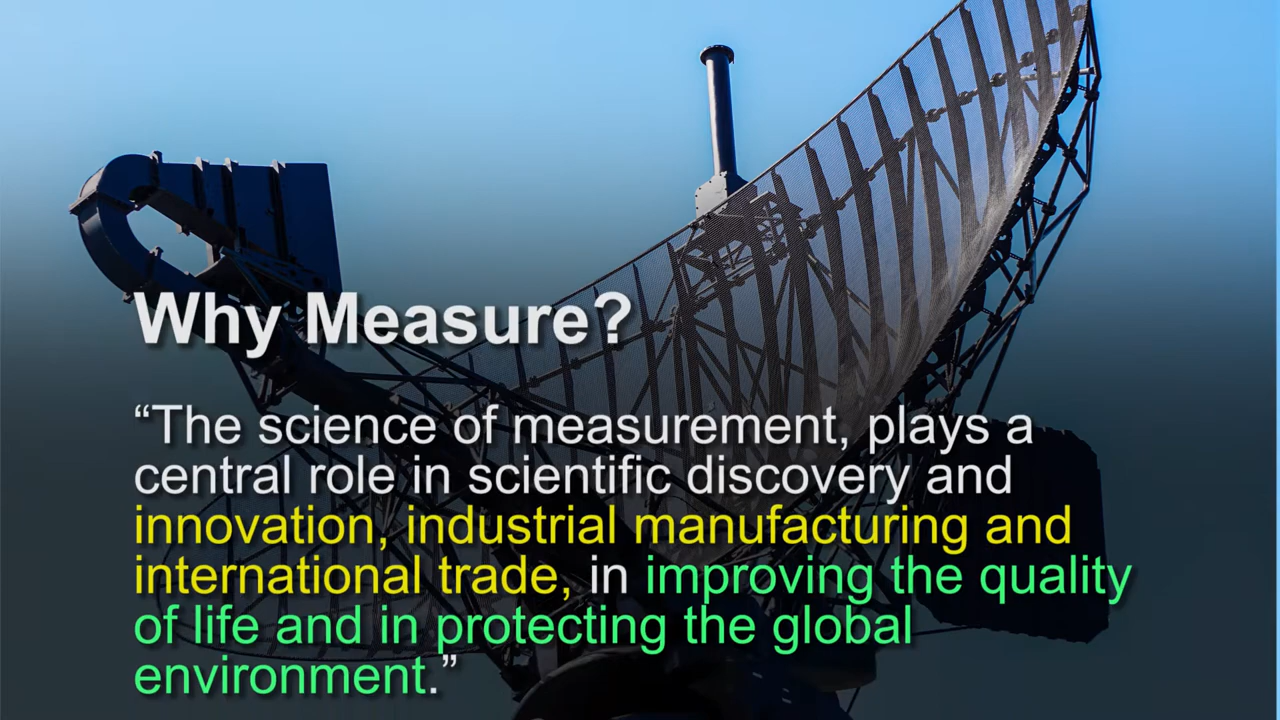 Why Measure?
“The science of measurement, plays a
central role in scientific discovery and
innovation, industrial manufacturing and
international trade, in improving the quality
of life and in protecting the global
environment.”